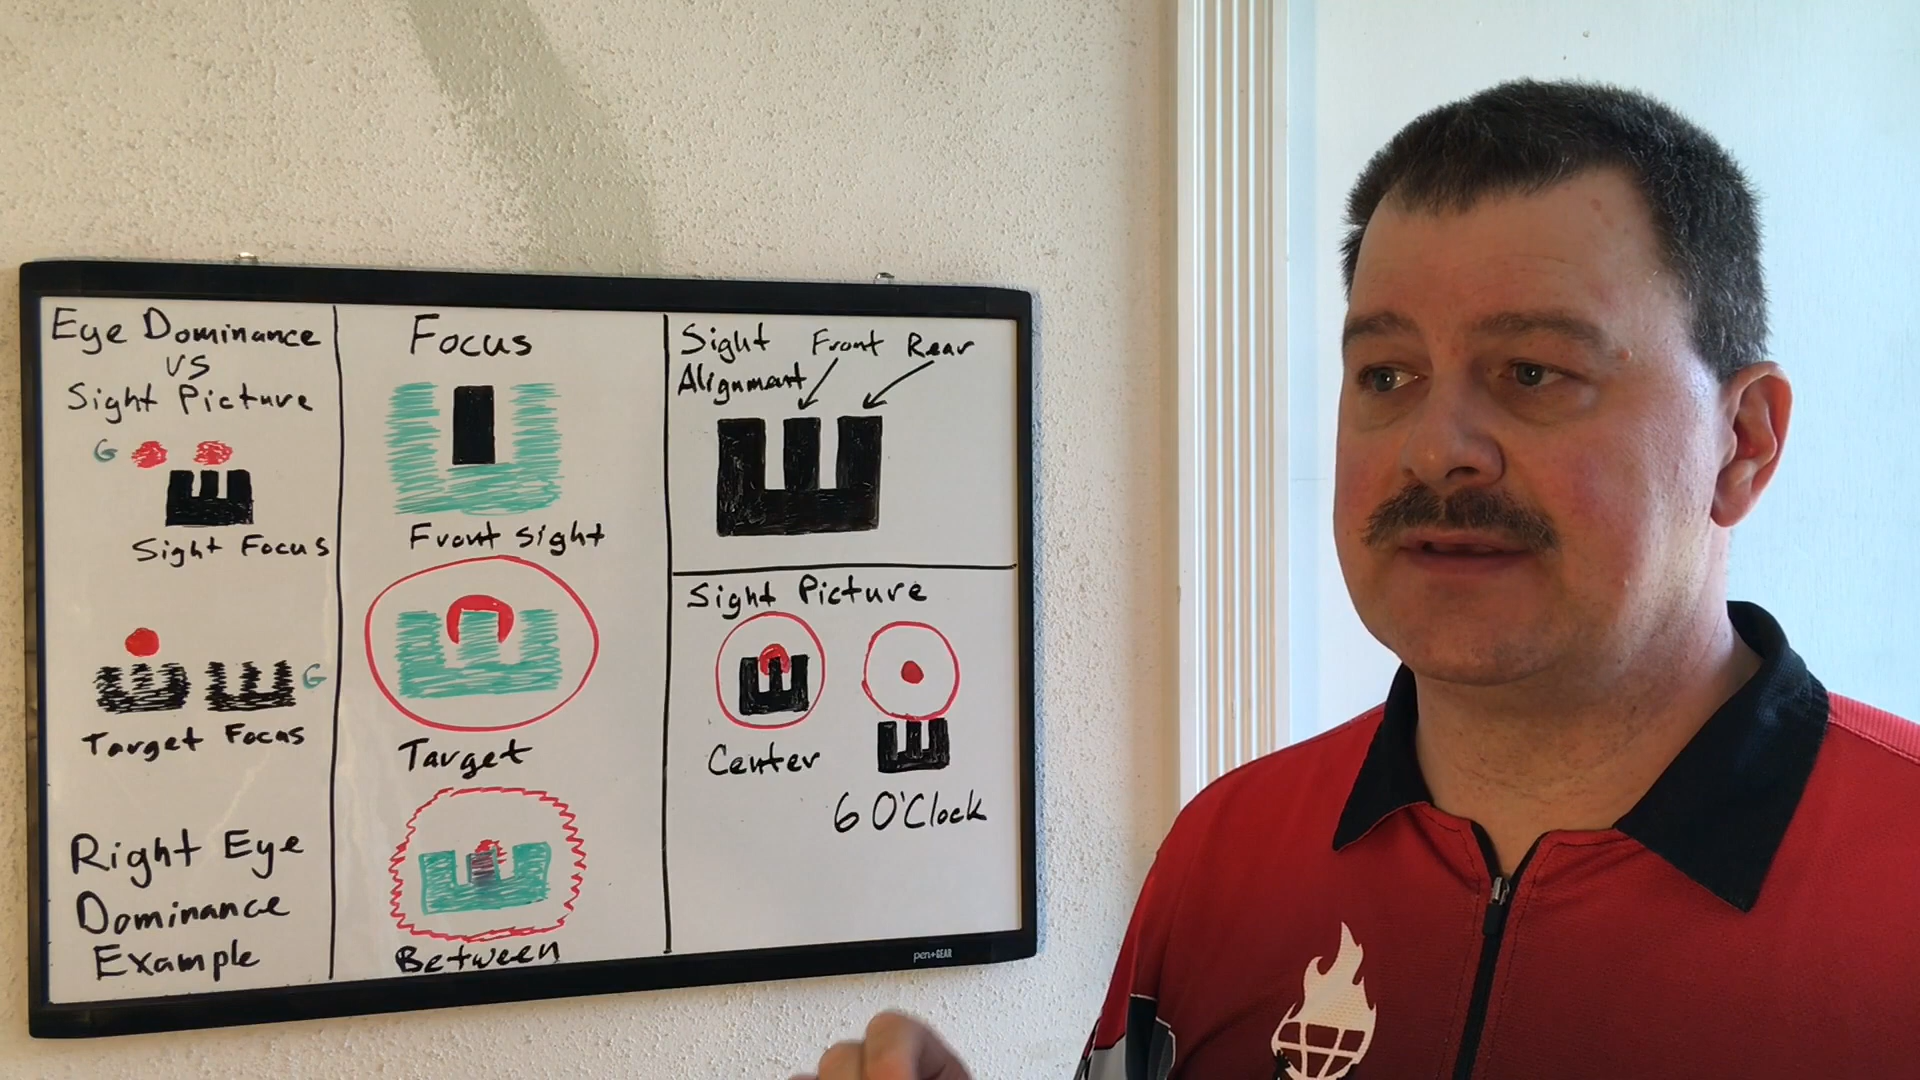 Eye Dominance
VS
Sight Picture
G
Sight Focus
G
Target Focus
Right Eye
Dominance
Example
Focus
Front Sight
Target
Between
Sight Front Rear
Alignment
Sight Picture
Center
6 O'Clock
pen+GEAR